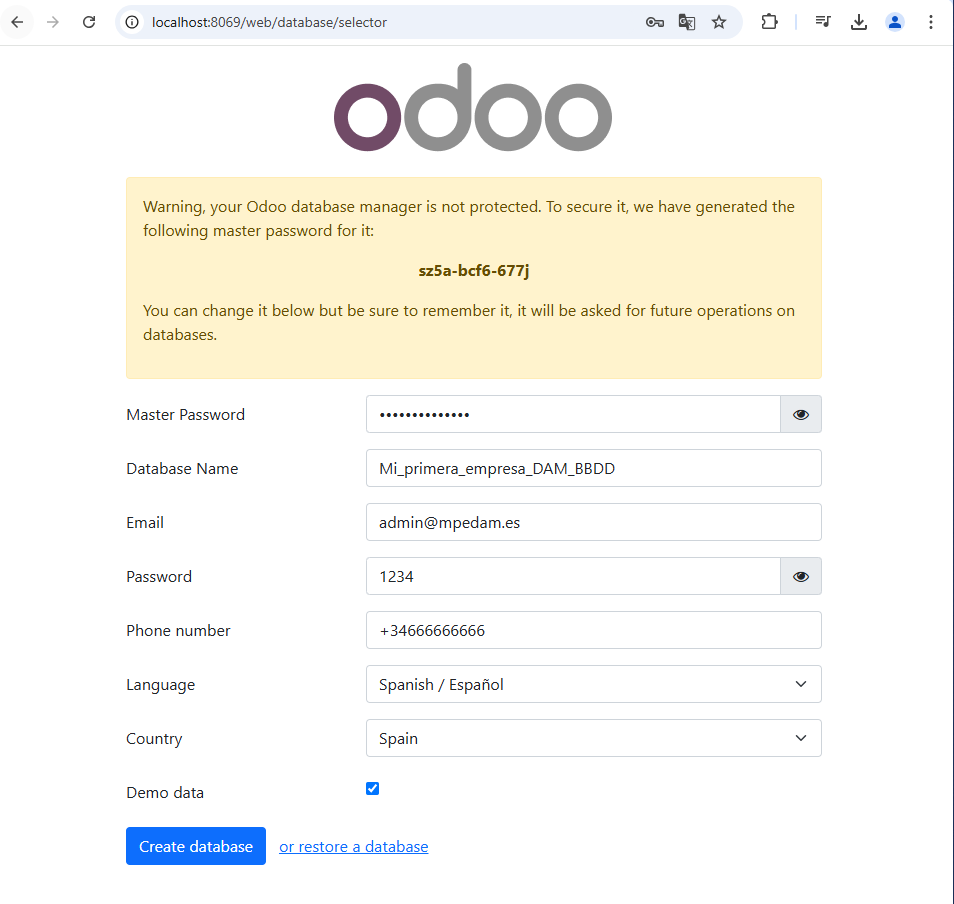 localhost:8069/web/database/selector
odoo
Warning, your Odoo database manager is not protected. To secure it, we have generated the
following master password for it:
sz5a-bcf6-677j
You can change it below but be sure to remember it, it will be asked for future operations on
databases.
Master Password ••••••••••••••
Database Name Mi_primera_empresa_DAM_BBDD
Email admin@mpedam.es
Password 1234
Phone number +34666666666
Language Spanish / Español
Country Spain
Demo data
Create database or restore a database